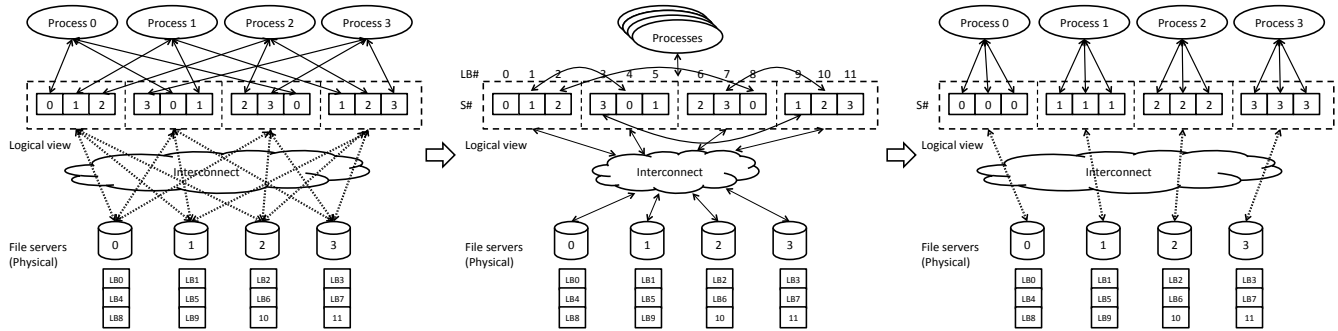 Process 0 Process 1 Process 2 Process 3
0 1 2 3 0 1 2 3 0 1 2 3
Logical view
Interconnect
File servers
(Physical)
0 1 2 3
LB0 LB1 LB2 LB3
LB4 LB5 LB6 LB7
LB8 LB9 10 11
Processes
LB# 0 1 2 3 4 5 6 7 8 9 10 11
S# 0 1 2 3 0 1 2 3 0 1 2 3
Logical view
Interconnect
File servers
(Physical)
0 1 2 3
LB0 LB1 LB2 LB3
LB4 LB5 LB6 LB7
LB8 LB9 10 11
Process 0 Process 1 Process 2 Process 3
S# 0 0 0 1 1 1 2 2 2 3 3 3
Logical view
Interconnect
File servers
(Physical)
0 1 2 3
LB0 LB1 LB2 LB3
LB4 LB5 LB6 LB7
LB8 LB9 10 11